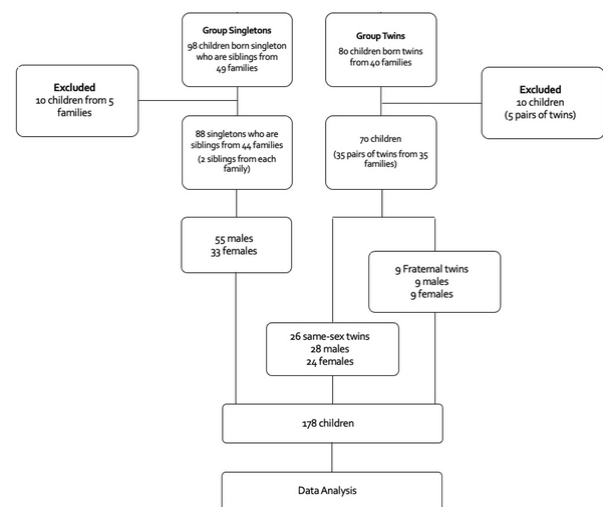 Group Singletons
98 children born singleton
who are siblings from
49 families
Group Twins
80 children born twins
from 40 families
Excluded
10 children from 5
families
Excluded
10 children
(5 pairs of twins)
88 singletons who are
siblings from 44 families
(2 siblings from each
family)
70 children
(35 pairs of twins from 35
families)
55 males
33 females
9 Fraternal twins
9 males
9 females
26 same-sex twins
28 males
24 females
178 children
Data Analysis